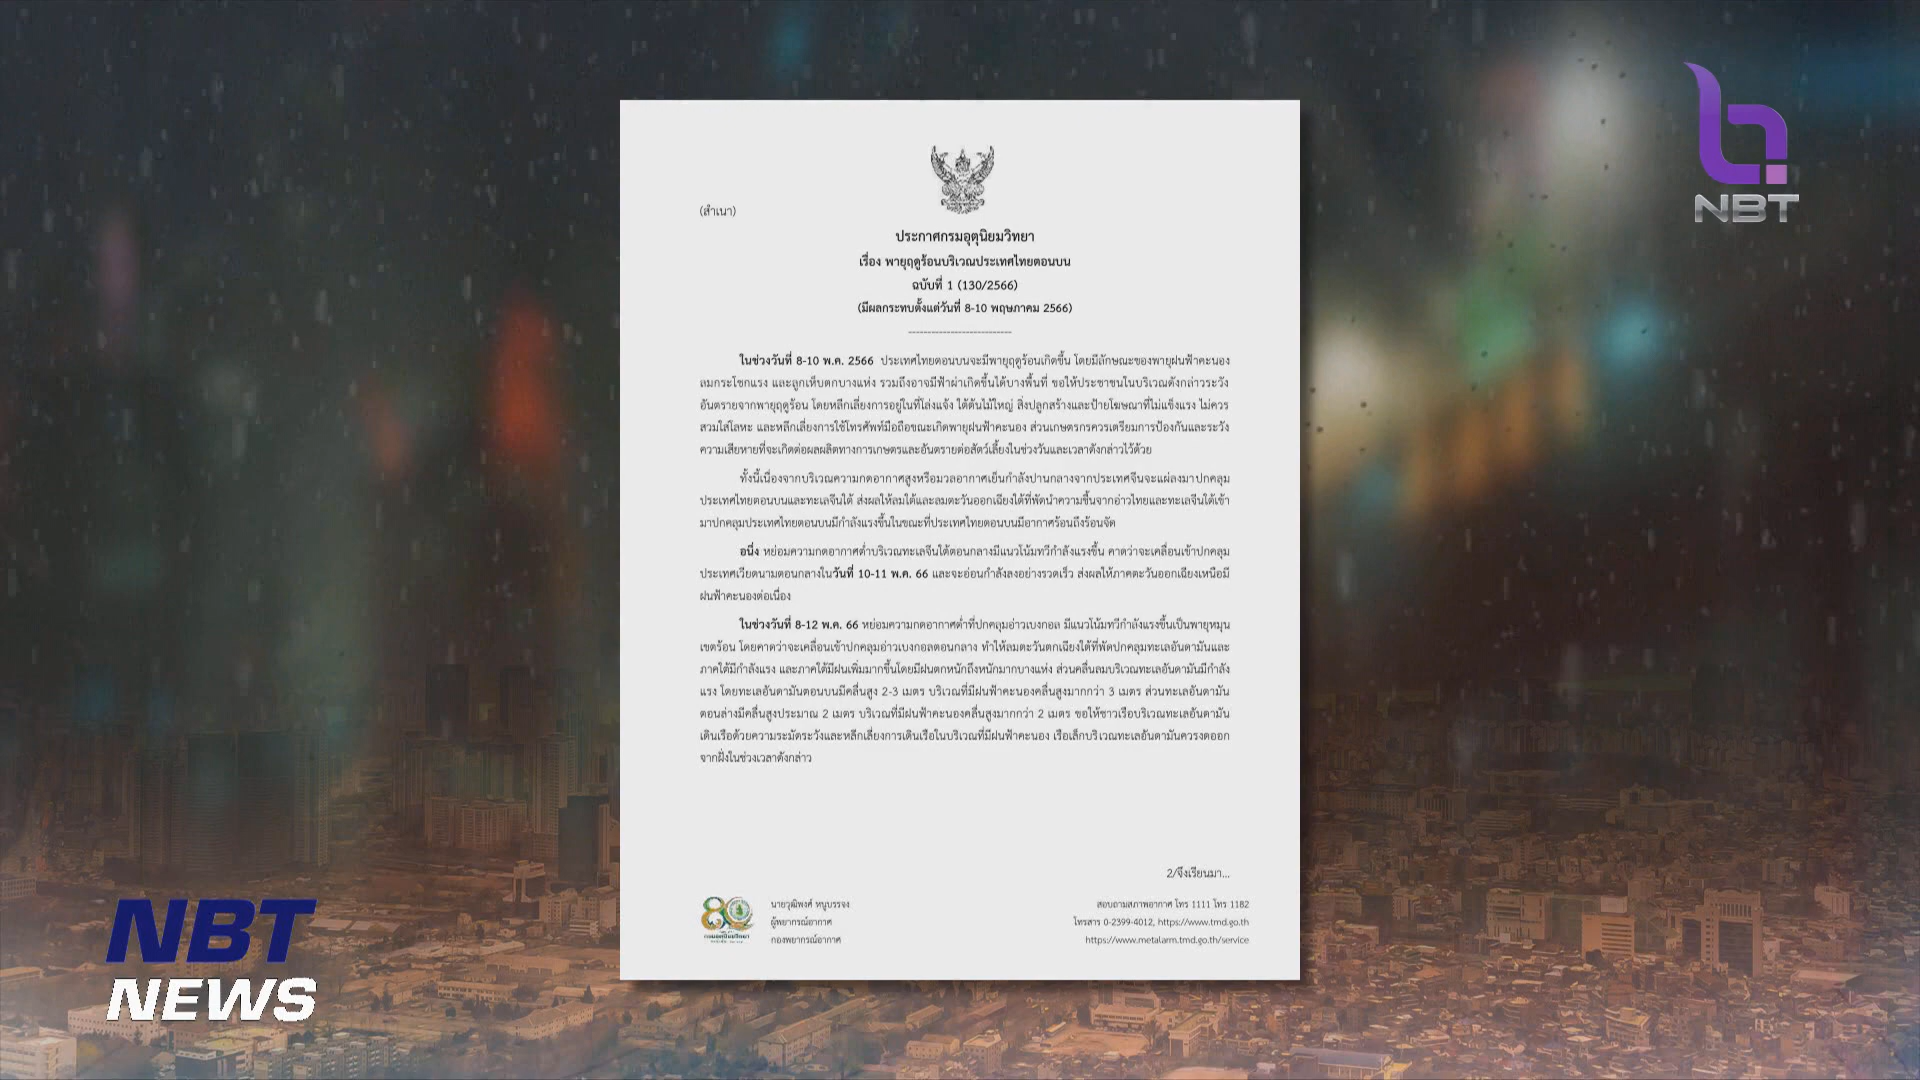 NBT
(สำเนา)
ประกาศกรมอุตุนิยมวิทยา
เรื่อง พายุฤดูร้อนบริเวณประเทศไทยตอนบน
ฉบับที่ 1 (130/2566)
(มีผลกระทบตั้งแต่วันที่ 8-10 พฤษภาคม 2566)
ในช่วงวันที่ 8-10 พ.ค. 2566 ประเทศไทยตอนบนจะมีพายุฤดูร้อนเกิดขึ้น โดยมีลักษณะของพายุฝนฟ้าคะนอง
ลมกระโชกแรง และลูกเห็บตกบางแห่ง รวมถึงอาจมีฟ้าผ่าเกิดขึ้นได้บางพื้นที่ ขอให้ประชาชนในบริเวณดังกล่าวระวัง
อันตรายจากพายุฤดูร้อน โดยหลีกเลี่ยงการอยู่ในที่โล่งแจ้ง ใต้ต้นไม้ใหญ่ สิ่งปลูกสร้างและป้ายโฆษณาที่ไม่แข็งแรง ไม่ควร
สวมใส่โลหะ และหลีกเลี่ยงการใช้โทรศัพท์มือถือขณะเกิดพายุฝนฟ้าคะนอง ส่วนเกษตรกรควรเตรียมการป้องกันและระวัง
ความเสียหายที่จะเกิดต่อผลผลิตทางการเกษตรและอันตรายต่อสัตว์เลี้ยงในช่วงวันและเวลาดังกล่าวไว้ด้วย
ทั้งนี้เนื่องจากบริเวณความกดอากาศสูงหรือมวลอากาศเย็นกำลังปานกลางจากประเทศจีนจะแผ่ลงมาปกคลุม
ประเทศไทยตอนบนและทะเลจีนใต้ ส่งผลให้ลมใต้และลมตะวันออกเฉียงใต้ที่พัดนำความชื้นจากอ่าวไทยและทะเลจีนใต้เข้า
มาปกคลุมประเทศไทยตอนบนมีกำลังแรงขึ้นในขณะที่ประเทศไทยตอนบนมีอากาศร้อนถึงร้อนจัด
อนึ่ง หย่อมความกดอากาศต่ำบริเวณทะเลจีนใต้ตอนกลางมีแนวโน้มทวีกำลังแรงขึ้น คาดว่าจะเคลื่อนเข้าปกคลุม
ประเทศเวียดนามตอนกลางในวันที่ 10-11 พ.ค. 66 และจะอ่อนกำลังลงอย่างรวดเร็ว ส่งผลให้ภาคตะวันออกเฉียงเหนือมี
ฝนฟ้าคะนองต่อเนื่อง
ในช่วงวันที่ 8-12 พ.ค. 66 หย่อมความกดอากาศต่ำที่ปกคลุมอ่าวเบงกอล มีแนวโน้มทวีกำลังแรงขึ้นเป็นพายุหมุน
เขตร้อน โดยคาดว่าจะเคลื่อนเข้าปกคลุมอ่าวเบงกอลตอนกลาง ทำให้ลมตะวันตกเฉียงใต้ที่พัดปกคลุมทะเลอันดามันและ
ภาคใต้มีกำลังแรง และภาคใต้มีฝนเพิ่มมากขึ้นโดยมีฝนตกหนักถึงหนักมากบางแห่ง ส่วนคลื่นลมบริเวณทะเลอันดามันมีกำลัง
แรง โดยทะเลอันดามันตอนบนมีคลื่นสูง 2-3 เมตร บริเวณที่มีฝนฟ้าคะนองคลื่นสูงมากกว่า 3 เมตร ส่วนทะเลอันดามัน
ตอนล่างมีคลื่นสูงประมาณ 2 เมตร บริเวณที่มีฝนฟ้าคะนองคลื่นสูงมากกว่า 2 เมตร ขอให้ชาวเรือบริเวณทะเลอันดามัน
เดินเรือด้วยความระมัดระวังและหลีกเลี่ยงการเดินเรือในบริเวณที่มีฝนฟ้าคะนอง เรือเล็กบริเวณทะเลอันดามันควรงดออก
จากฝั่งในช่วงเวลาดังกล่าว
2/จึงเรียนมา...
กรมอุตุนิยมวิทยา
นายวุฒิพงศ์ หนูบรรจง
ผู้พยากรณ์อากาศ
กองพยากรณ์อากาศ
สอบถามสภาพอากาศ โทร 1111 โทร 1182
โทรสาร 0-2399-4012, https://www.tmd.go.th
https://www.metalarm.tmd.go.th/service
NBT
NEWS